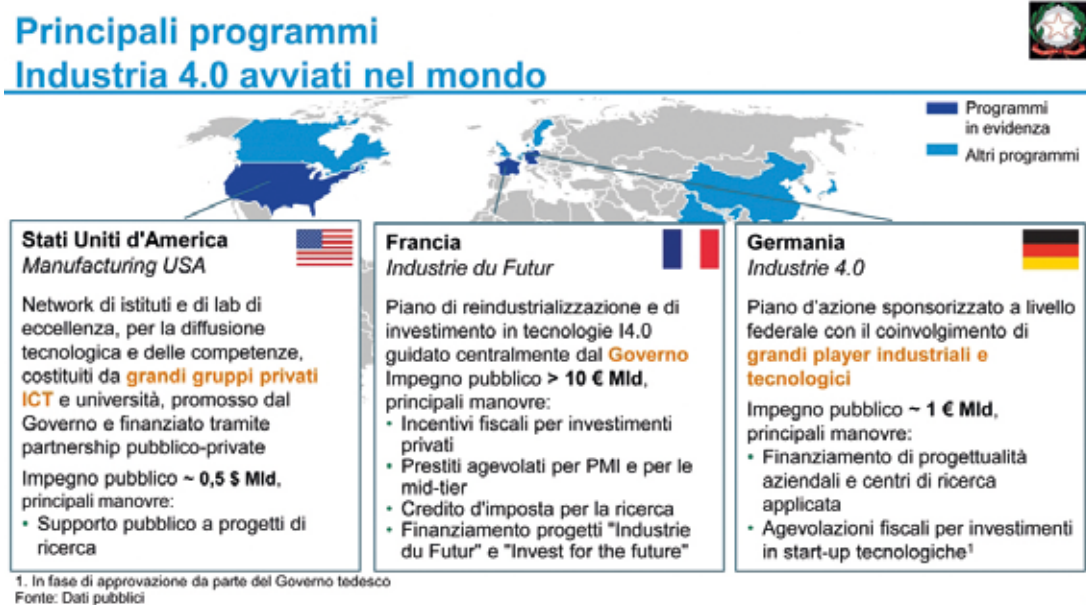 Principali programmi
Industria 4.0 avviati nel mondo
Programmi
in evidenza
Altri programmi
Stati Uniti d'America
Manufacturing USA
Network di istituti e di lab di
eccellenza, per la diffusione
tecnologica e delle competenze,
costituiti da grandi gruppi privati
ICT e università, promosso dal
Governo e finanziato tramite
partnership pubblico-private
Impegno pubblico ~ 0,5 $ Mld,
principali manovre:
• Supporto pubblico a progetti di
ricerca
Francia
Industrie du Futur
Piano di reindustrializzazione e di
investimento in tecnologie I4.0
guidato centralmente dal Governo
Impegno pubblico > 10 € Mld,
principali manovre:
• Incentivi fiscali per investimenti
privati
• Prestiti agevolati per PMI e per le
mid-tier
• Credito d'imposta per la ricerca
• Finanziamento progetti "Industrie
du Futur" e "Invest for the future"
Germania
Industrie 4.0
Piano d'azione sponsorizzato a livello
federale con il coinvolgimento di
grandi player industriali e
tecnologici
Impegno pubblico ~ 1 € Mld,
principali manovre:
• Finanziamento di progettualità
aziendali e centri di ricerca
applicata
• Agevolazioni fiscali per investimenti
in start-up tecnologiche¹
1. In fase di approvazione da parte del Governo tedesco
Fonte: Dati pubblici